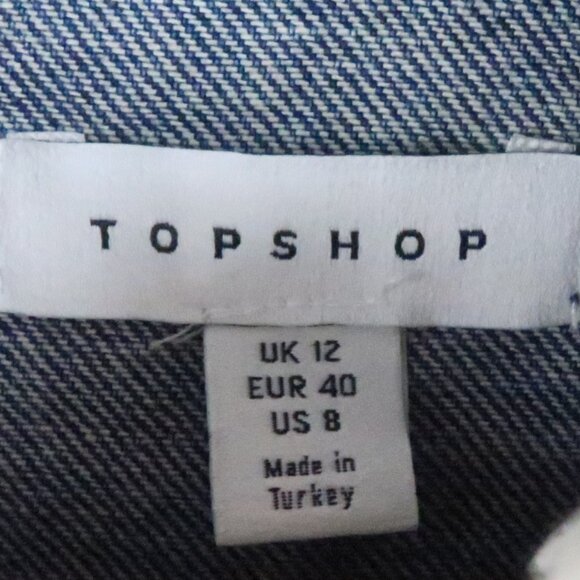 TOPSHOP
UK 12
EUR 40
US 8
Made in
Turkey